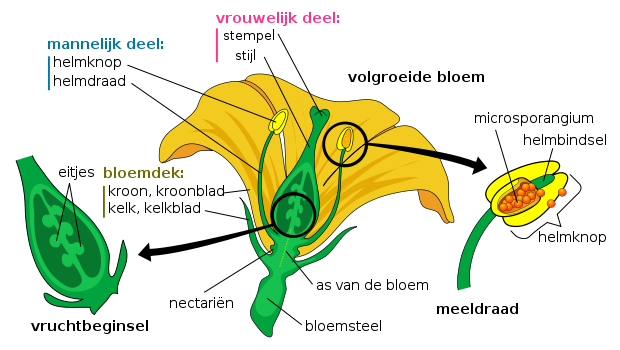 vrouwelijk deel:
stempel
stijl
mannelijk deel:
helmknop
helmdraad
volgroeide bloem
microsporangium
helmbindsel
eitjes
bloemdek:
kroon, kroonblad
kelk, kelkblad
helmknop
as van de bloem
nectariën
meeldraad
vruchtbeginsel
bloemsteel